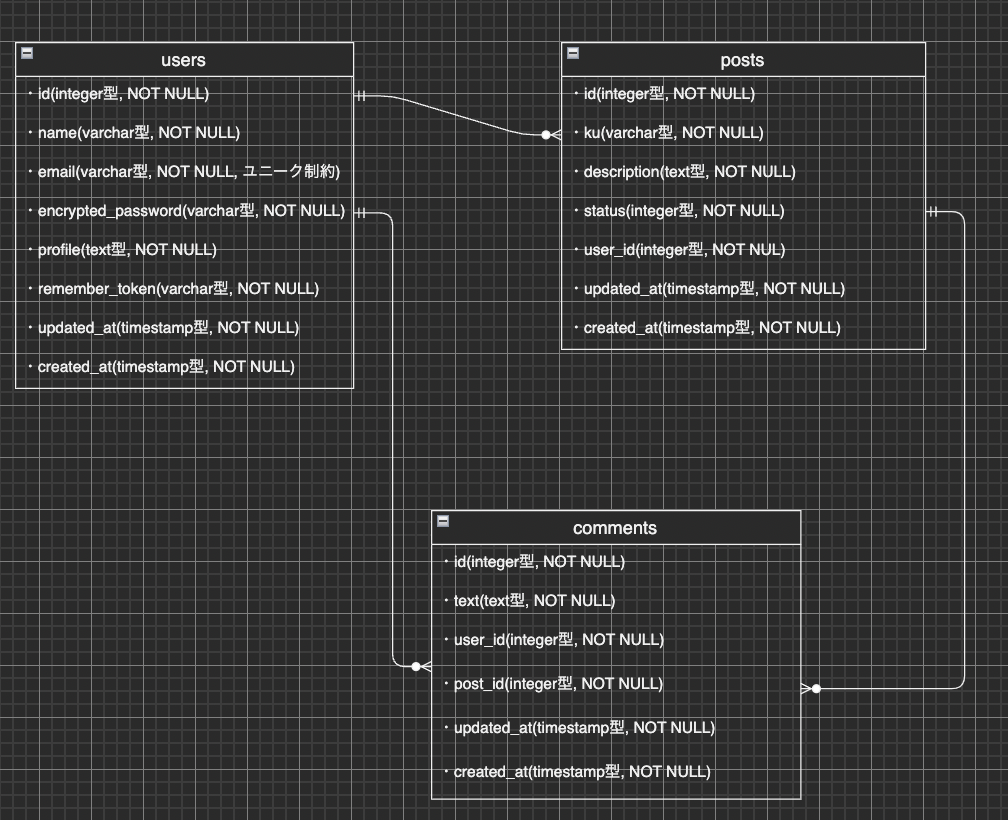 users
・id(integer型, NOT NULL)
・name(varchar型, NOT NULL)
・email(varchar型, NOT NULL, ユニーク制約)
・encrypted_password(varchar型, NOT NULL)
・profile(text型, NOT NULL)
・remember_token(varchar型, NOT NULL)
・updated_at(timestamp型, NOT NULL)
・created_at(timestamp型, NOT NULL)
posts
・id(integer型, NOT NULL)
・ku(varchar型, NOT NULL)
・description(text型, NOT NULL)
・status(integer型, NOT NULL)
・user_id(integer型, NOT NUL)
・updated_at(timestamp型, NOT NULL)
・created_at(timestamp型, NOT NULL)
comments
・id(integer型, NOT NULL)
・text(text型, NOT NULL)
・user_id(integer型, NOT NULL)
・post_id(integer型, NOT NULL)
・updated_at(timestamp型, NOT NULL)
・created_at(timestamp型, NOT NULL)